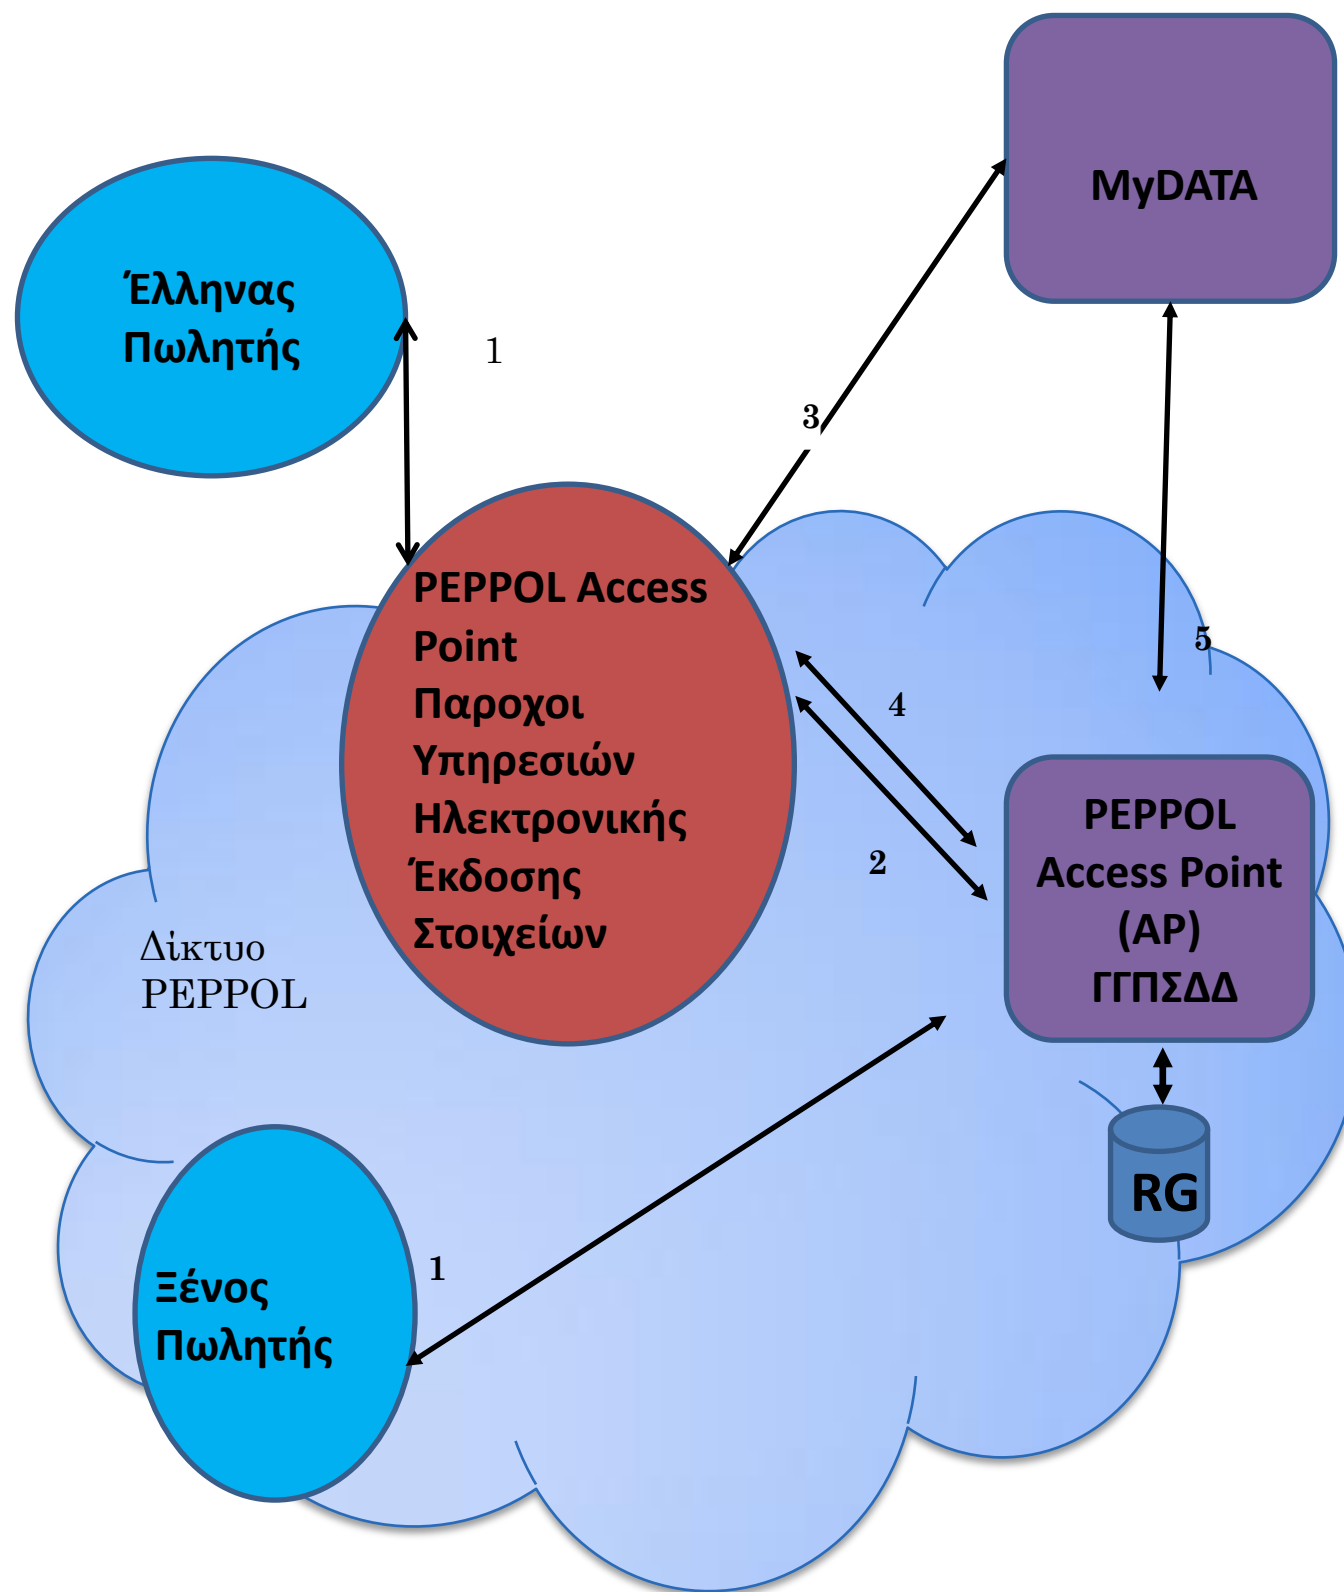 MyDATA
Έλληνας
Πωλητής
1
3
PEPPOL Access
Point
Παροχοι
Υπηρεσιών
Ηλεκτρονικής
Έκδοσης
Στοιχείων
5
4
2
PEPPOL
Access Point
(AP)
ΓΓΠΣΔΔ
Δίκτυο
PEPPOL
RG
1
Ξένος
Πωλητής